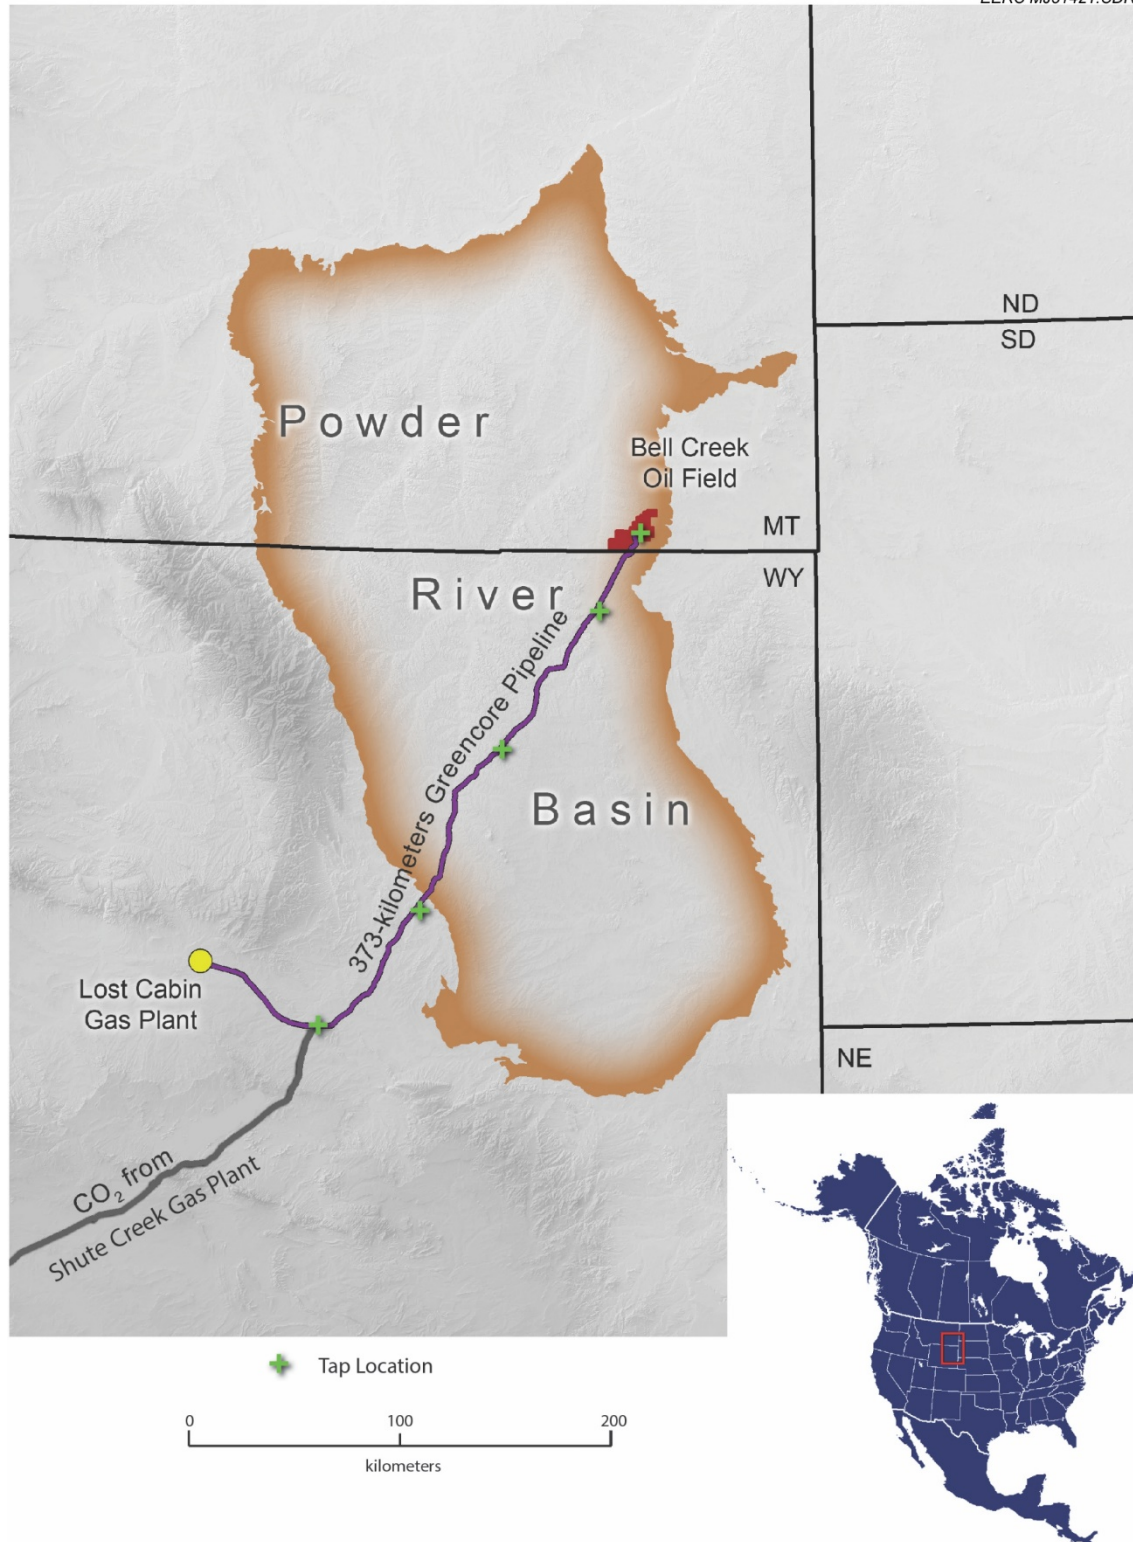 ND
SD
Powder
Bell Creek
Oil Field
MT
WY
River
373-kilometers Greencore Pipeline
Basin
Lost Cabin
Gas Plant
NE
CO₂ from
Shute Creek Gas Plant
Tap Location
0 100 200
kilometers